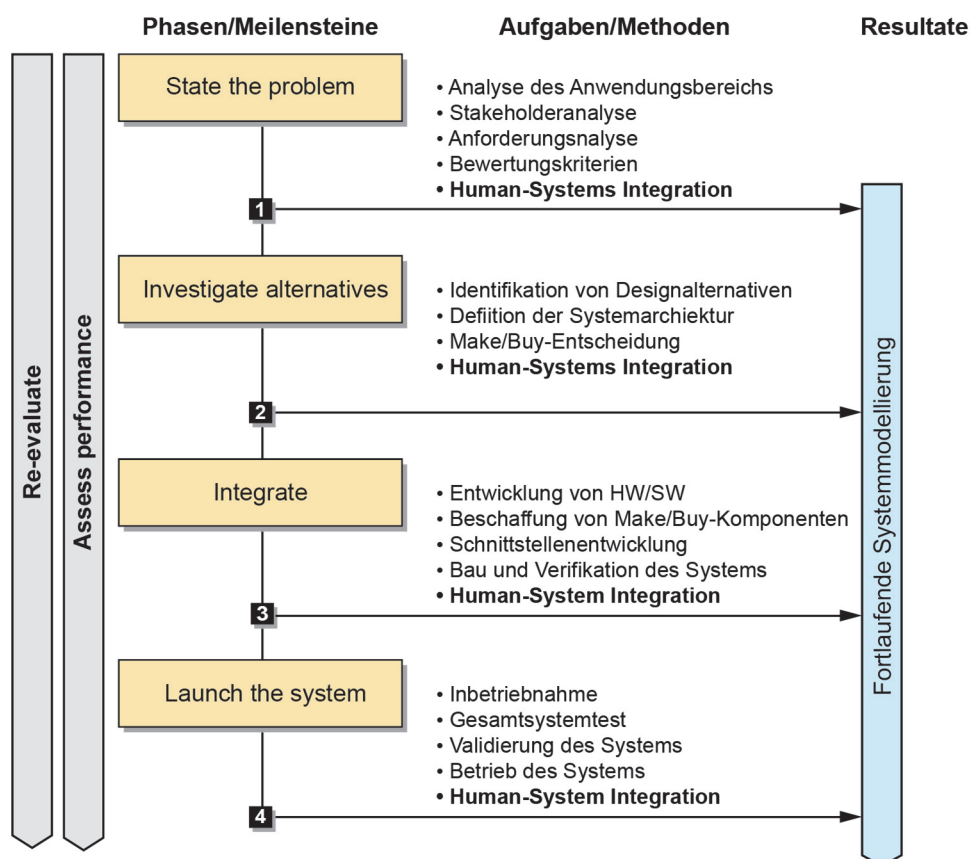 Phasen/Meilensteine
Aufgaben/Methoden
Resultate
Re-evaluate
Assess performance
State the problem
• Analyse des Anwendungsbereichs
• Stakeholderanalyse
• Anforderungsnalyse
• Bewertungskriterien
• Human-Systems Integration
1
Investigate alternatives
• Identifikation von Designalternativen
• Defiition der Systemarchiektur
• Make/Buy-Entscheidung
• Human-Systems Integration
2
Integrate
• Entwicklung von HW/SW
• Beschaffung von Make/Buy-Komponenten
• Schnittstellenentwicklung
• Bau und Verifikation des Systems
• Human-System Integration
3
Launch the system
• Inbetriebnahme
• Gesamtsystemtest
• Validierung des Systems
• Betrieb des Systems
• Human-System Integration
4
Fortlaufende Systemmodellierung